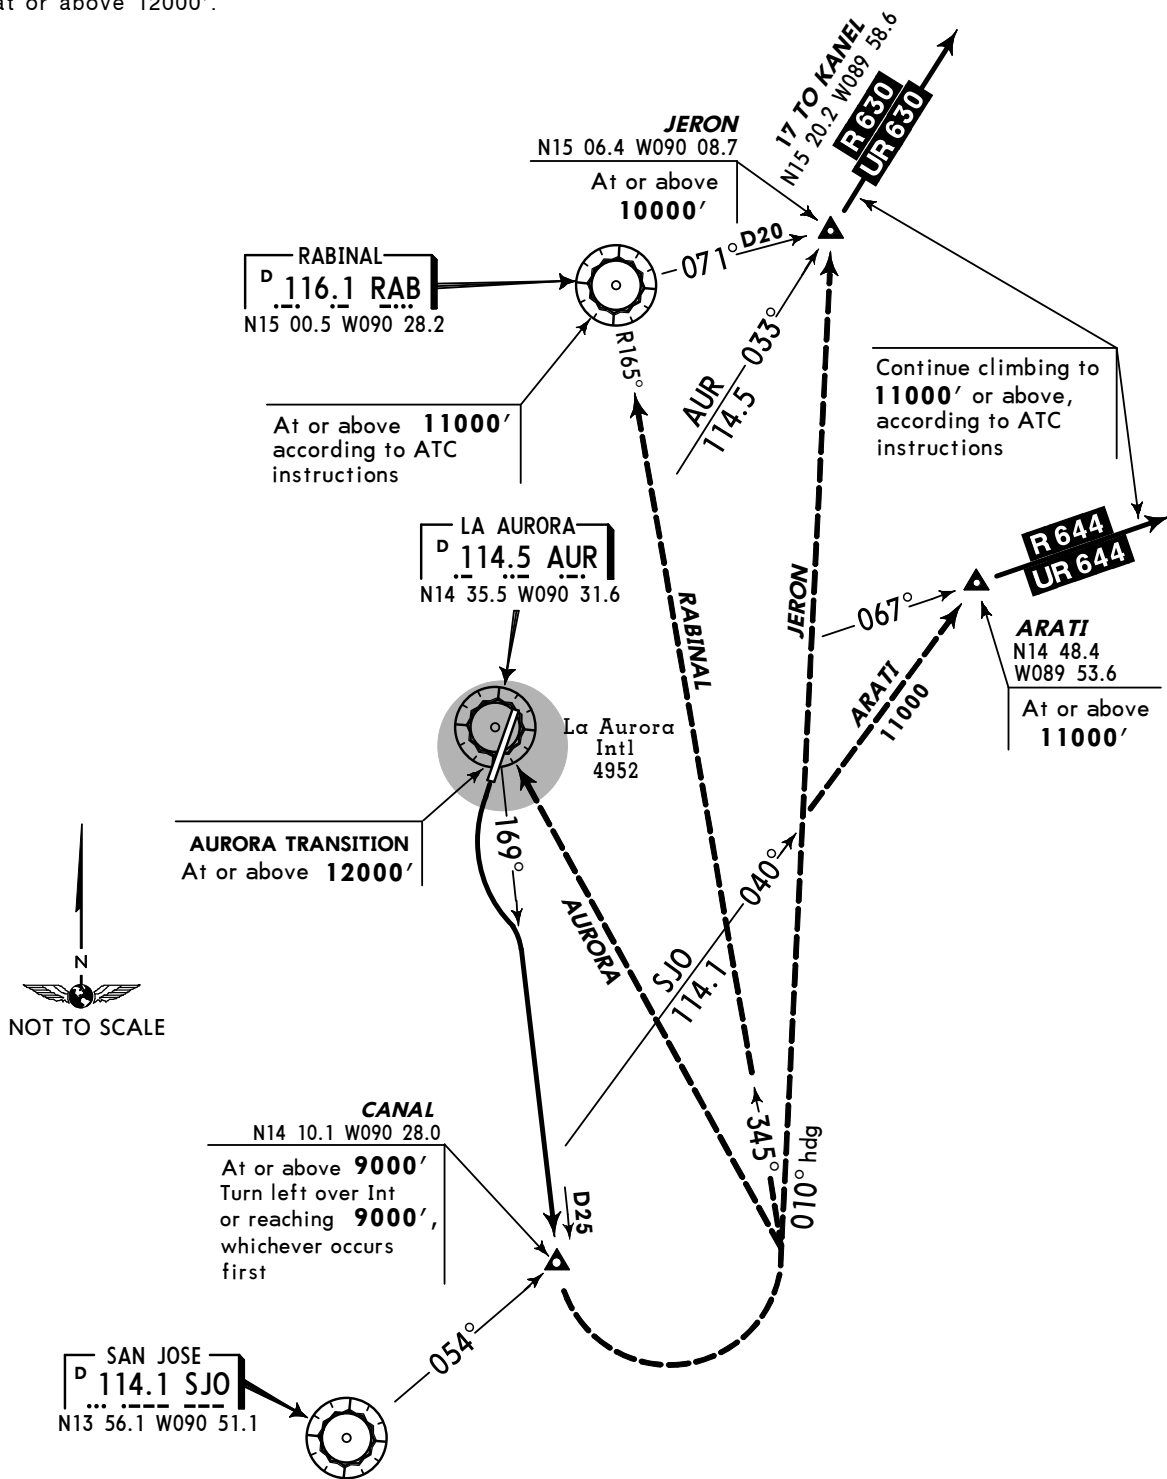 at or above 12000'.
17 TO KANEL
N15 20.2 W089 58.6
R 630
UR 630
JERON
N15 06.4 W090 08.7
At or above
10000'
071°
D20
RABINAL
D 116.1 RAB
N15 00.5 W090 28.2
R165°
AUR 033°
114.5
At or above 11000'
according to ATC
instructions
Continue climbing to
11000' or above,
according to ATC
instructions
LA AURORA
D 114.5 AUR
N14 35.5 W090 31.6
R 644
UR 644
067°
ARATI
N14 48.4
W089 53.6
At or above
11000'
RABINAL
JERON
ARATI
11000
La Aurora
Intl
4952
AURORA TRANSITION
At or above 12000'
169°
AURORA
SJO 040°
114.1
N
NOT TO SCALE
CANAL
N14 10.1 W090 28.0
At or above 9000'
Turn left over Int
or reaching 9000',
whichever occurs
first
D25
345°
010° hdg
054°
SAN JOSE
D 114.1 SJO
N13 56.1 W090 51.1